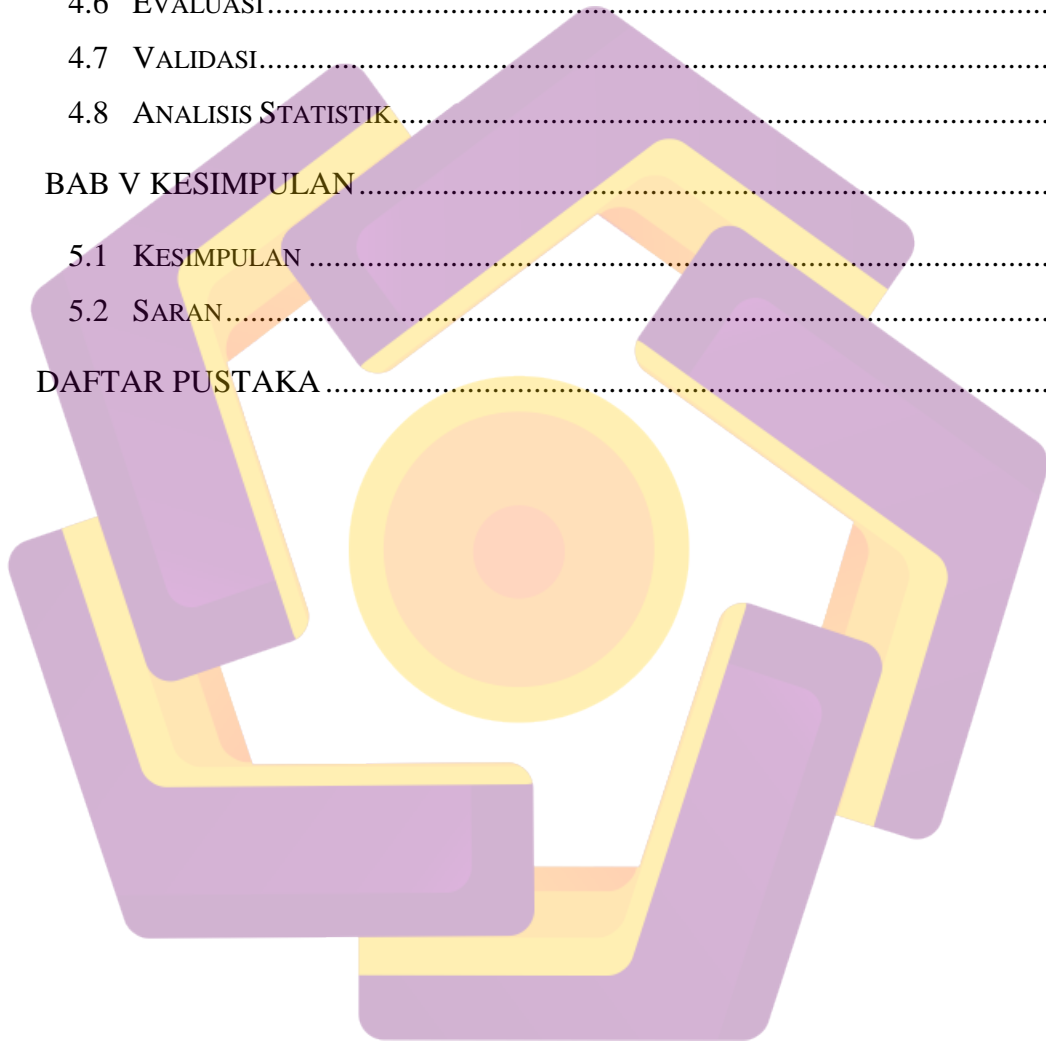 4.6 EVALUASI..............................................................................................
4.7 VALIDASI..............................................................................................
4.8 ANALISIS STATISTIK..............................................................................
BAB V KESIMPULAN....................................................................................
5.1 KESIMPULAN ........................................................................................
5.2 SARAN..................................................................................................
DAFTAR PUSTAKA ........................................................................................